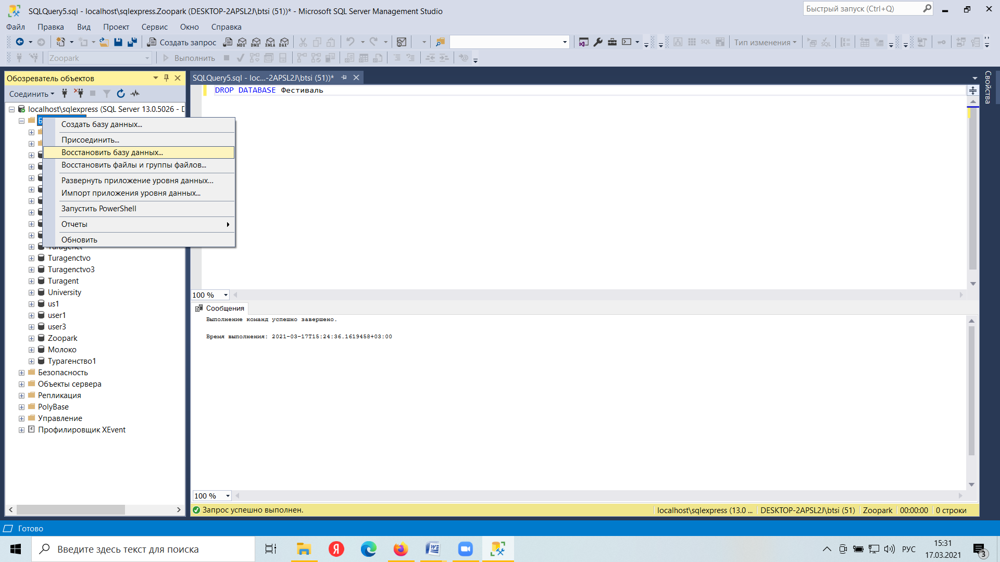 SQLQuery5.sql - localhost\sqlexpress.Zoopark (DESKTOP-2APSL2J\btsi (51))* - Microsoft SQL Server Management Studio
Быстрый запуск (Ctrl+Q)
Файл Правка Вид Проект Сервис Окно Справка
Создать запрос MDX DMX XMLA DAX SQL Тип изменения
Zoopark Выполнить
Обозреватель объектов
SQLQuery5.sql - loc...-2APSL2J\btsi (51))*
Свойства
Соединить
DROP DATABASE Фестиваль
localhost\sqlexpress (SQL Server 13.0.5026 - D
Б
Создать базу данных...
Присоединить...
Восстановить базу данных...
Восстановить файлы и группы файлов...
Развернуть приложение уровня данных...
Импорт приложения уровня данных...
Запустить PowerShell
Отчеты
Обновить
Turagenctvo
Turagenctvo3
Turagent
University
us1
user1
user3
Zoopark
Молоко
Турагенство1
Безопасность
Объекты сервера
Репликация
PolyBase
Управление
Профилировщик XEvent
100 %
Сообщения
Выполнение команд успешно завершено.
Время выполнения: 2021-03-17T15:24:36.1619458+03:00
100 %
Запрос успешно выполнен.
localhost\sqlexpress (13.0 ... DESKTOP-2APSL2J\btsi (51) Zoopark 00:00:00 0 строки
Готово
Введите здесь текст для поиска
РУС
15:31
17.03.2021
3